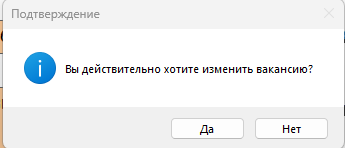 Подтверждение
Вы действительно хотите изменить вакансию?
Да
Нет